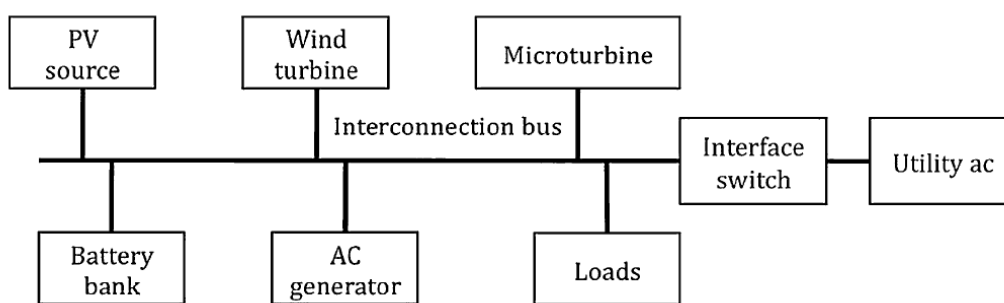 PV
source
Wind
turbine
Microturbine
Interconnection bus
Interface
switch
Utility ac
Battery
bank
AC
generator
Loads